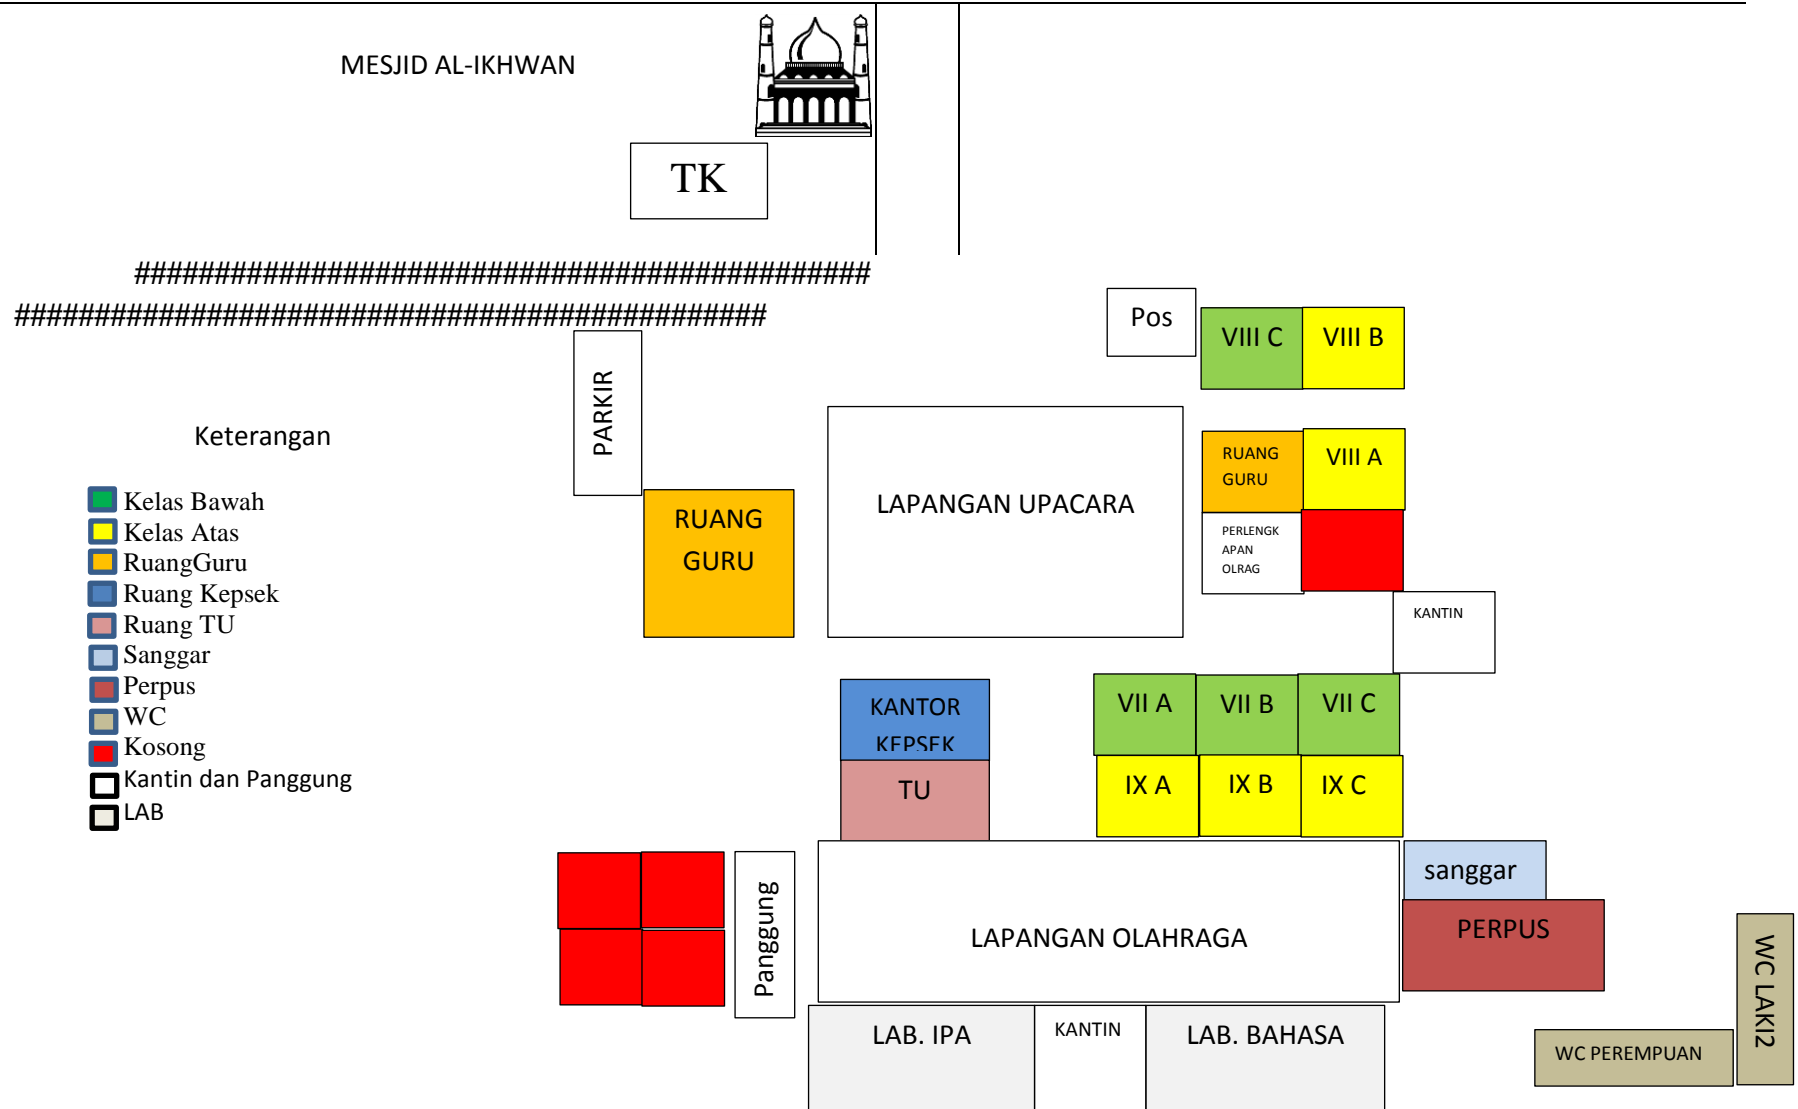 MESJID AL-IKHWAN
TK
##############################################
###############################################
Pos
VIII C
VIII B
PARKIR
Keterangan
Kelas Bawah
Kelas Atas
RuangGuru
Ruang Kepsek
Ruang TU
Sanggar
Perpus
WC
Kosong
Kantin dan Panggung
LAB
RUANG
GURU
LAPANGAN UPACARA
RUANG
GURU
VIII A
PERLENGK
APAN
OLRAG
KANTIN
KANTOR
KEPSEK
TU
VII A
VII B
VII C
IX A
IX B
IX C
Panggung
LAPANGAN OLAHRAGA
sanggar
PERPUS
WC LAKI2
WC PEREMPUAN
LAB. IPA
KANTIN
LAB. BAHASA